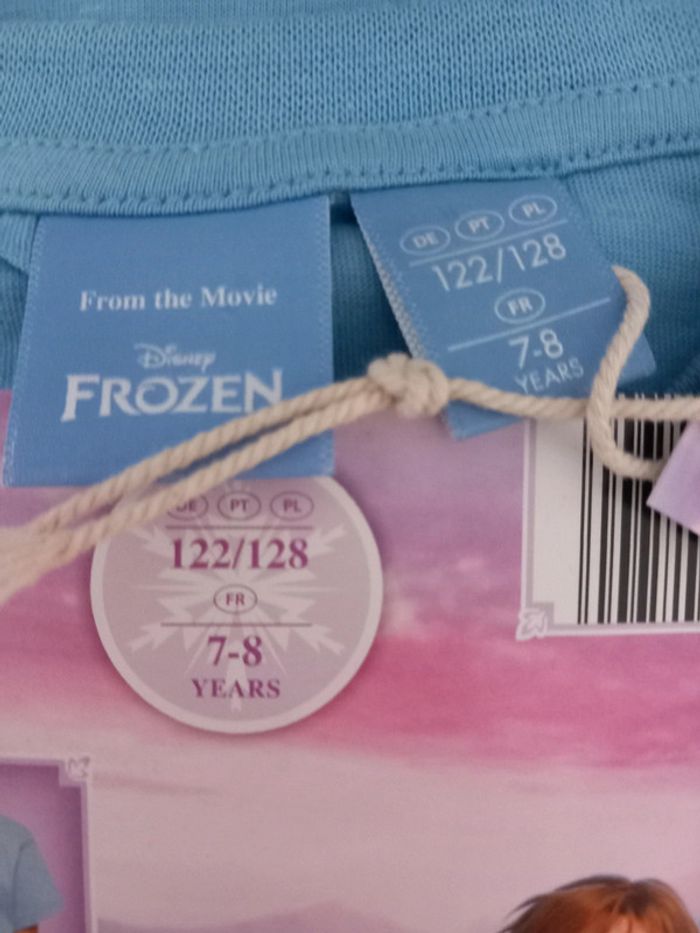 From the Movie
Disney
FROZEN
DE PT PL
122/128
FR
7-8
YEARS
DE PT PL
122/128
FR
7-8
YEARS